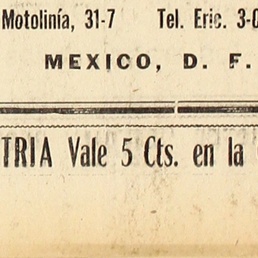 Motolinía, 31-7 Tel. Eric. 3-0
MEXICO, D. F.
TRIA Vale 5 Cts. en la